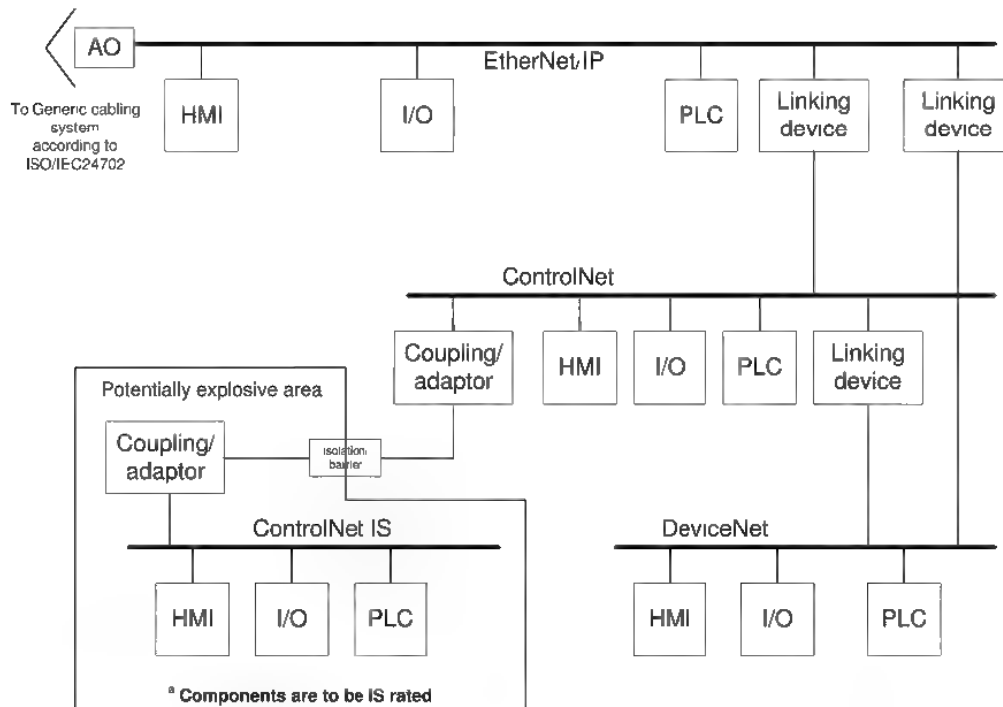 AO
EtherNet/IP
To Generic cabling
system
according to
ISO/IEC24702
HMI
I/O
PLC
Linking
device
Linking
device
ControlNet
Coupling/
adaptor
HMI
I/O
PLC
Linking
device
Potentially explosive area
Coupling/
adaptor
isolation/
barrier
ControlNet IS
DeviceNet
HMI
I/O
PLC
HMI
I/O
PLC
a Components are to be IS rated